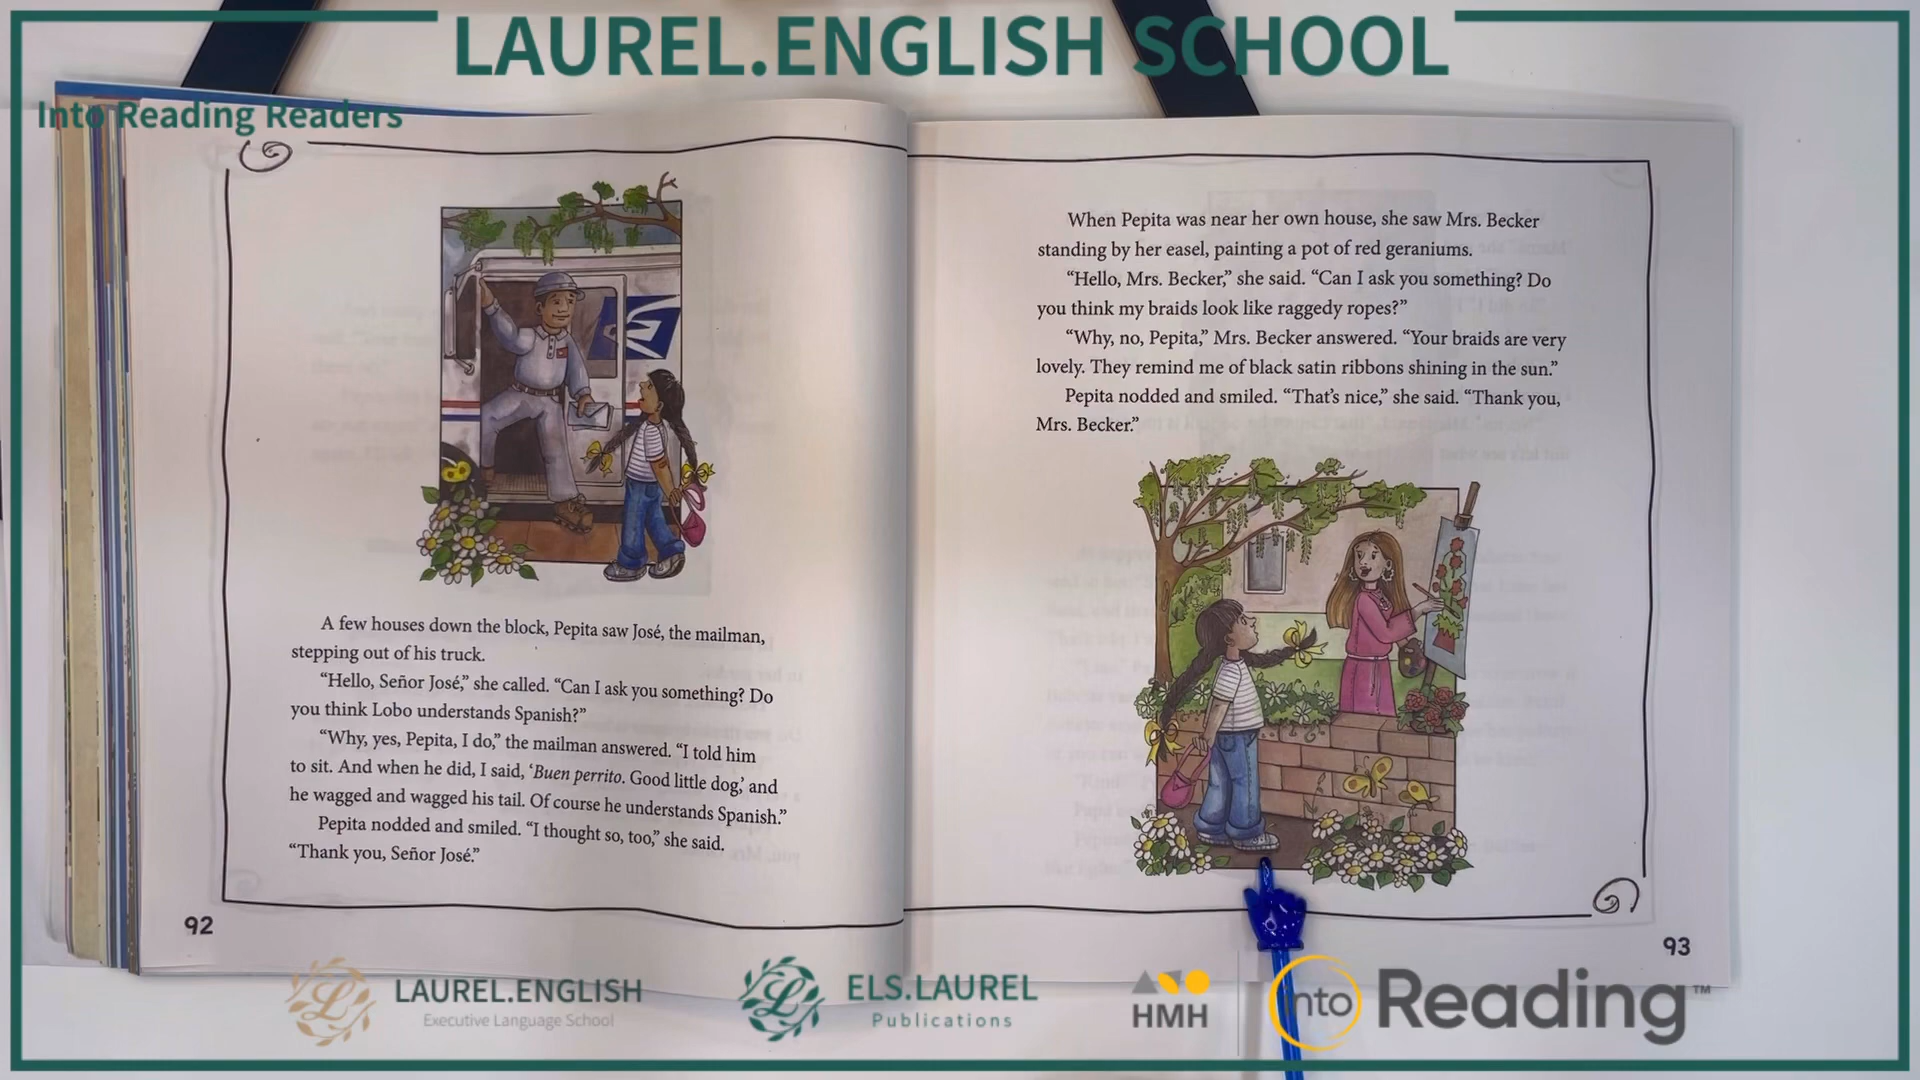 LAUREL.ENGLISH SCHOOL
Into Reading Readers
A few houses down the block, Pepita saw José, the mailman,
stepping out of his truck.
“Hello, Señor José,” she called. “Can I ask you something? Do
you think Lobo understands Spanish?”
“Why, yes, Pepita, I do,” the mailman answered. “I told him
to sit. And when he did, I said, ‘Buen perrito. Good little dog,’ and
he wagged and wagged his tail. Of course he understands Spanish.”
Pepita nodded and smiled. “I thought so, too,” she said.
“Thank you, Señor José.”
92
When Pepita was near her own house, she saw Mrs. Becker
standing by her easel, painting a pot of red geraniums.
“Hello, Mrs. Becker,” she said. “Can I ask you something? Do
you think my braids look like raggedy ropes?”
“Why, no, Pepita,” Mrs. Becker answered. “Your braids are very
lovely. They remind me of black satin ribbons shining in the sun.”
Pepita nodded and smiled. “That’s nice,” she said. “Thank you,
Mrs. Becker.”
93
LAUREL.ENGLISH
Executive Language School
ELS.LAUREL
Publications
HMH
into Reading™